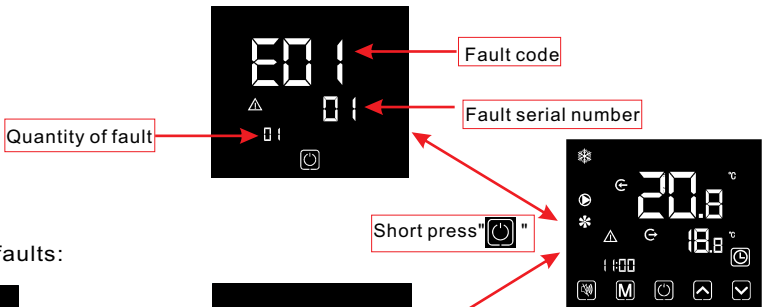 E01
Fault code
01
Fault serial number
Quantity of fault
01
20.8 °C
Short press" "
18.8 °C
faults:
11:00
M